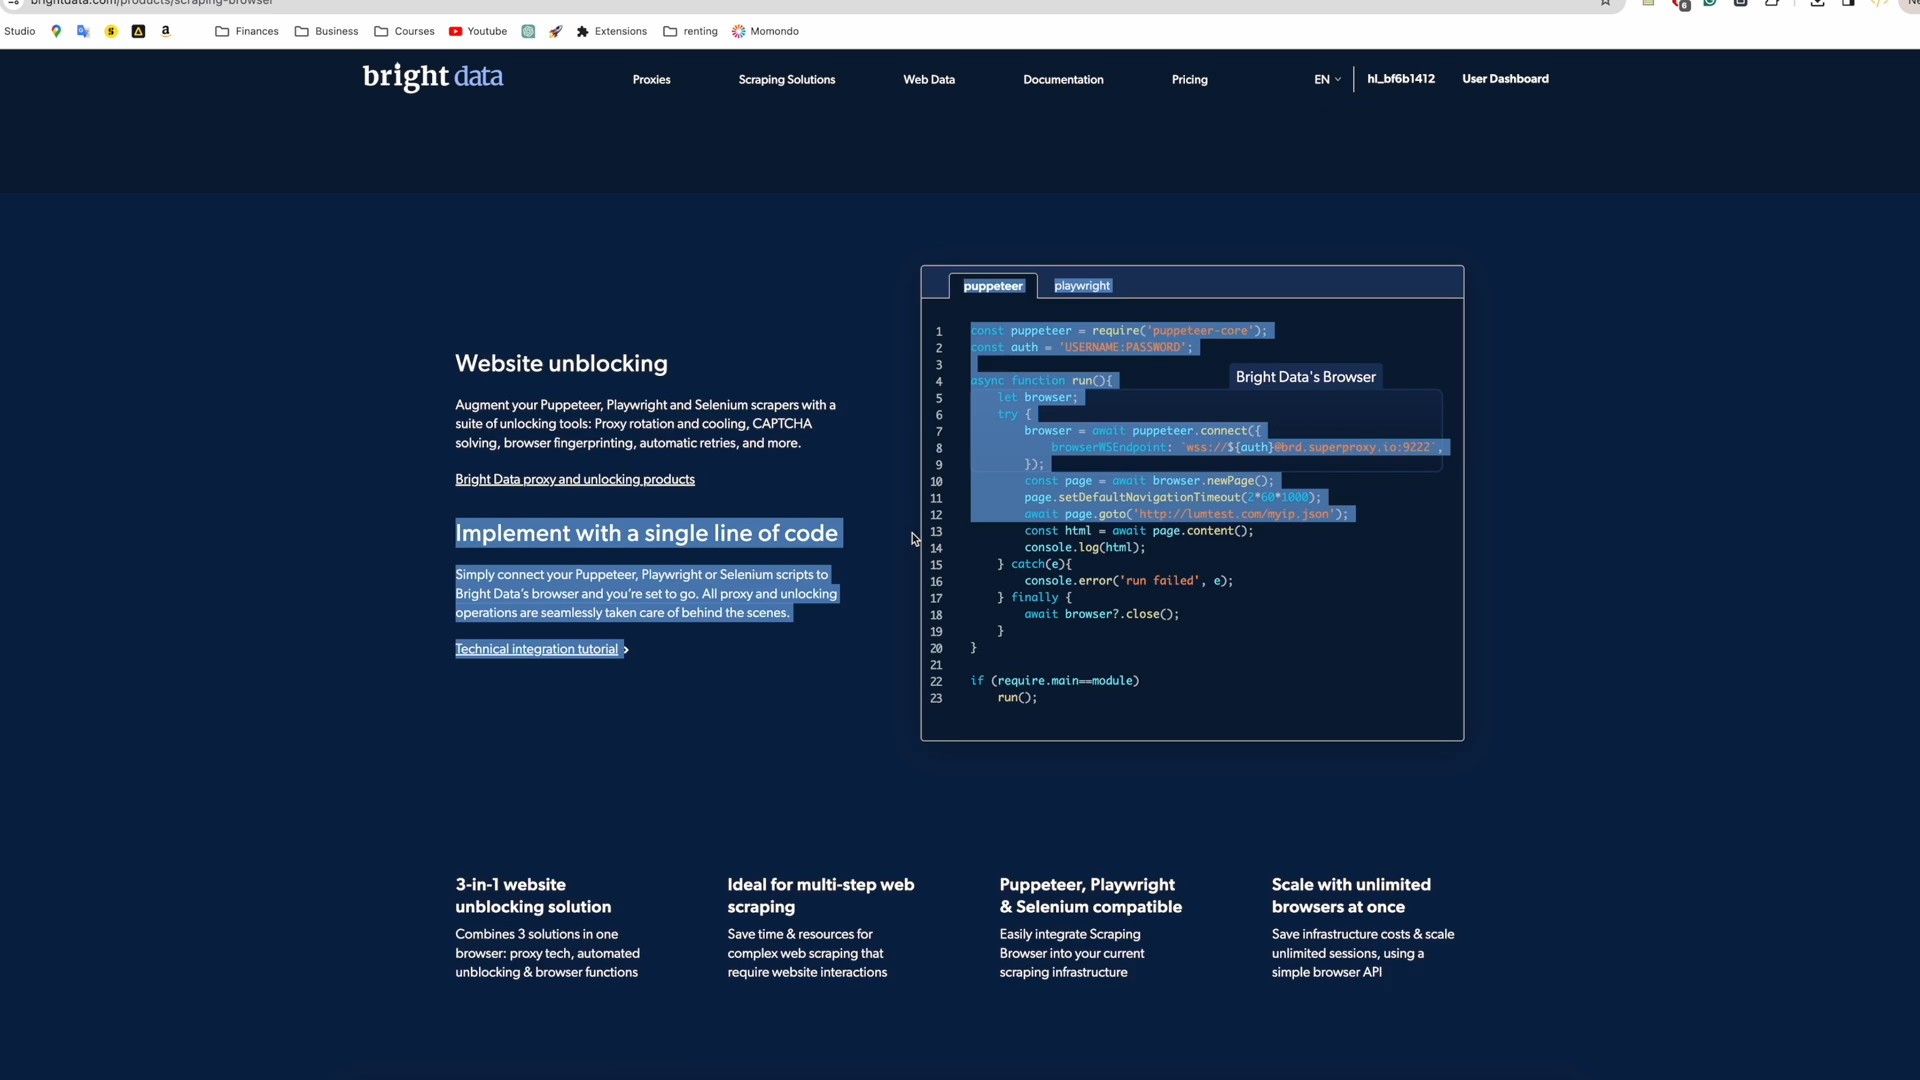 brightdata.com/products/scraping-browser
6
Studio
Finances
Business
Courses
Youtube
Extensions
renting
Momondo
bright data
Proxies
Scraping Solutions
Web Data
Documentation
Pricing
EN
hl_bf6b1412
User Dashboard
Website unblocking
Augment your Puppeteer, Playwright and Selenium scrapers with a
suite of unlocking tools: Proxy rotation and cooling, CAPTCHA
solving, browser fingerprinting, automatic retries, and more.
Bright Data proxy and unlocking products
Implement with a single line of code
Simply connect your Puppeteer, Playwright or Selenium scripts to
Bright Data’s browser and you’re set to go. All proxy and unlocking
operations are seamlessly taken care of behind the scenes.
Technical integration tutorial
puppeteer
playwright
Bright Data's Browser
1 const puppeteer = require('puppeteer-core');
2 const auth = 'USERNAME:PASSWORD';
3
4 async function run(){
5 let browser;
6 try {
7 browser = await puppeteer.connect({
8 browserWSEndpoint: `wss://${auth}@brd.superproxy.io:9222`,
9 });
10 const page = await browser.newPage();
11 page.setDefaultNavigationTimeout(2*60*1000);
12 await page.goto('http://lumtest.com/myip.json');
13 const html = await page.content();
14 console.log(html);
15 } catch(e){
16 console.error('run failed', e);
17 } finally {
18 await browser?.close();
19 }
20 }
21
22 if (require.main==module)
23 run();
3-in-1 website
unblocking solution
Combines 3 solutions in one
browser: proxy tech, automated
unblocking & browser functions
Ideal for multi-step web
scraping
Save time & resources for
complex web scraping that
require website interactions
Puppeteer, Playwright
& Selenium compatible
Easily integrate Scraping
Browser into your current
scraping infrastructure
Scale with unlimited
browsers at once
Save infrastructure costs & scale
unlimited sessions, using a
simple browser API